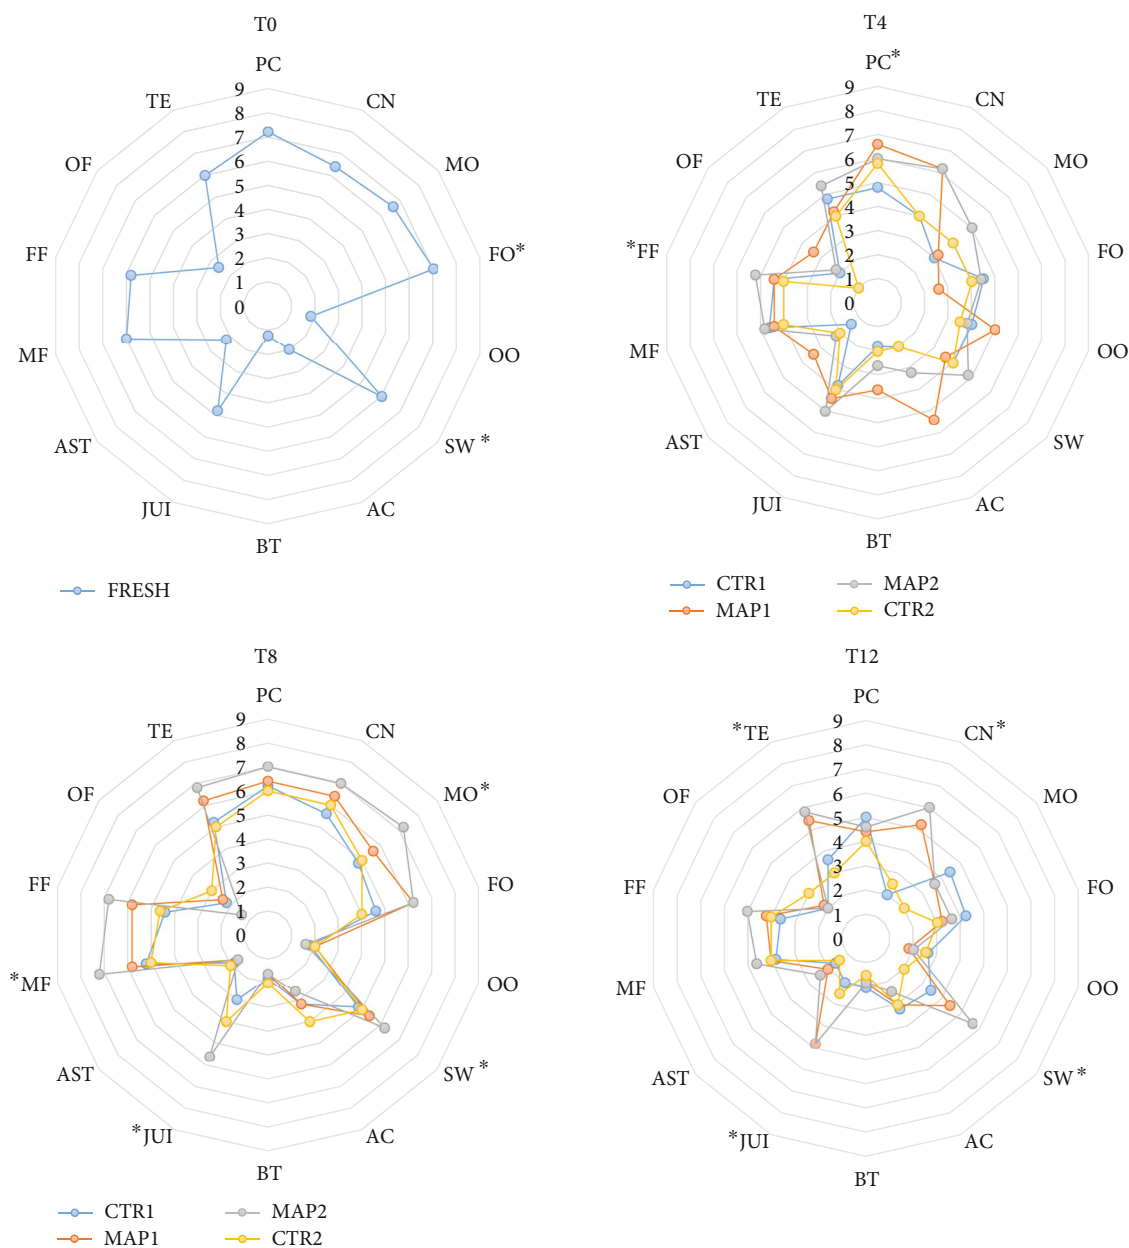 T0
PC
CN
MO
FO*
OO
SW*
AC
BT
JUI
AST
MF
FF
OF
TE
9
8
7
6
5
4
3
2
1
0
FRESH
T4
PC*
CN
MO
FO
OO
SW
AC
BT
JUI
AST
MF
*FF
OF
TE
9
8
7
6
5
4
3
2
1
0
CTR1
MAP2
MAP1
CTR2
T8
PC
CN
MO*
FO
OO
SW*
AC
BT
*JUI
AST
*MF
FF
OF
TE
9
8
7
6
5
4
3
2
1
0
CTR1
MAP2
MAP1
CTR2
T12
PC
CN*
MO
FO
OO
SW*
AC
BT
*JUI
AST
MF
FF
OF
*TE
9
8
7
6
5
4
3
2
1
0